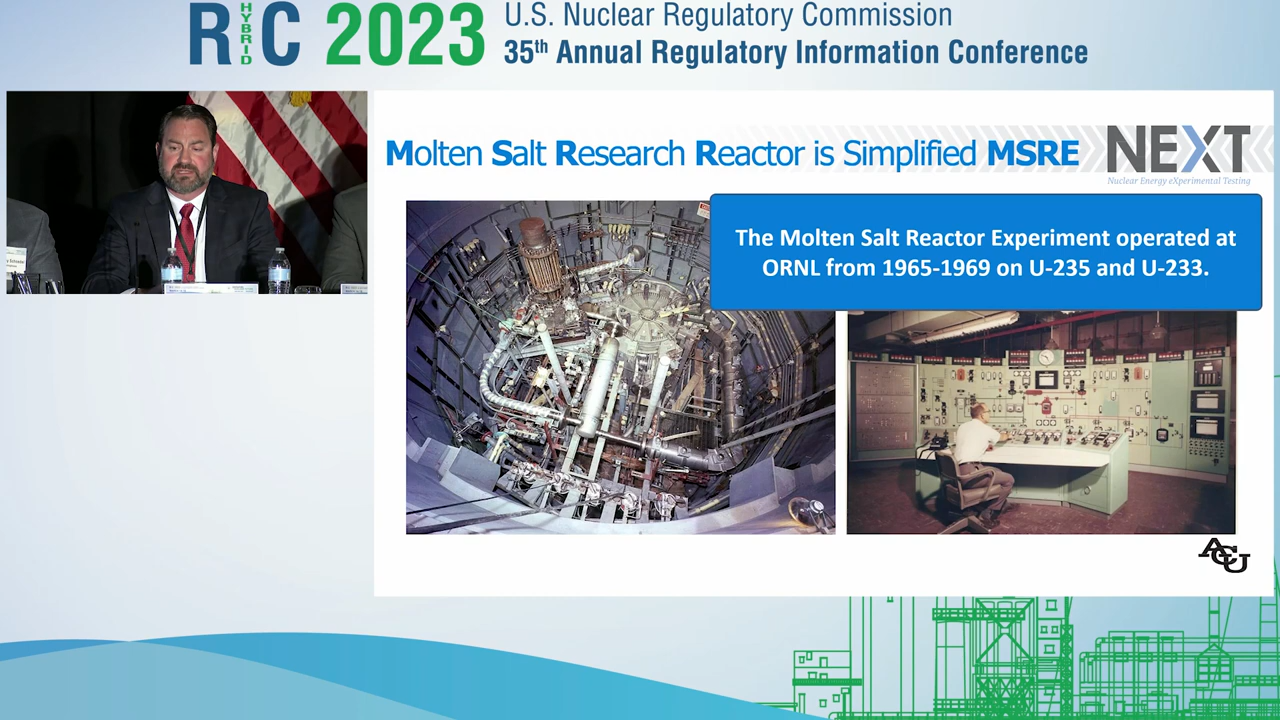 RIC 2023
HYBRID
U.S. Nuclear Regulatory Commission
35th Annual Regulatory Information Conference
Molten Salt Research Reactor is Simplified MSRE
NEXT
Nuclear Energy eXperimental Testing
The Molten Salt Reactor Experiment operated at
ORNL from 1965-1969 on U-235 and U-233.
ACU